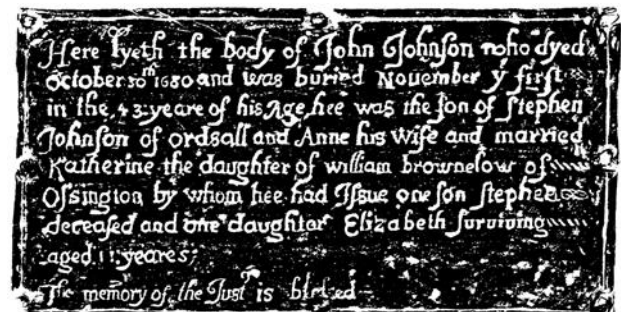 Here lyeth the body of John Johnſon who dyed
October 30th 1680 and was buried November ẙ firſt
in the 43 yeare of his Age hee was the ſon of Stephen
Johnſon of ordſall and Anne his Wife and married
Katherine the daughter of william brownelow of
Oſſington by whom hee had Iſſue one ſon ſtephen
deceaſed and one daughter Elizabeth ſurviving
aged 11 yeares,
The memory of the Juſt is bleſſed